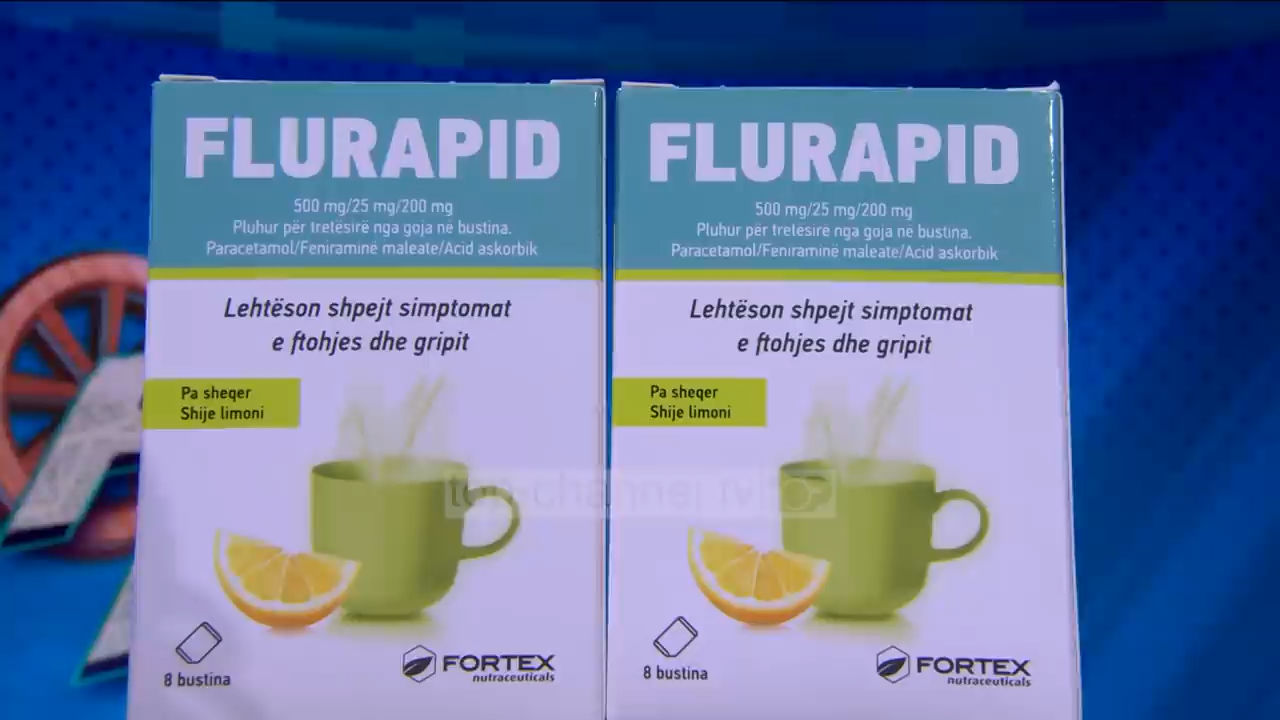 FLURAPID
500 mg/25 mg/200 mg
Pluhur për tretësirë nga goja në bustina.
Paracetamol/Feniraminë maleate/Acid askorbik
Lehtëson shpejt simptomat
e ftohjes dhe gripit
Pa sheqer
Shije limoni
8 bustina
FORTEX
nutraceuticals
FLURAPID
500 mg/25 mg/200 mg
Pluhur për tretësirë nga goja në bustina.
Paracetamol/Feniraminë maleate/Acid askorbik
Lehtëson shpejt simptomat
e ftohjes dhe gripit
Pa sheqer
Shije limoni
8 bustina
FORTEX
nutraceuticals
top-channel.tv